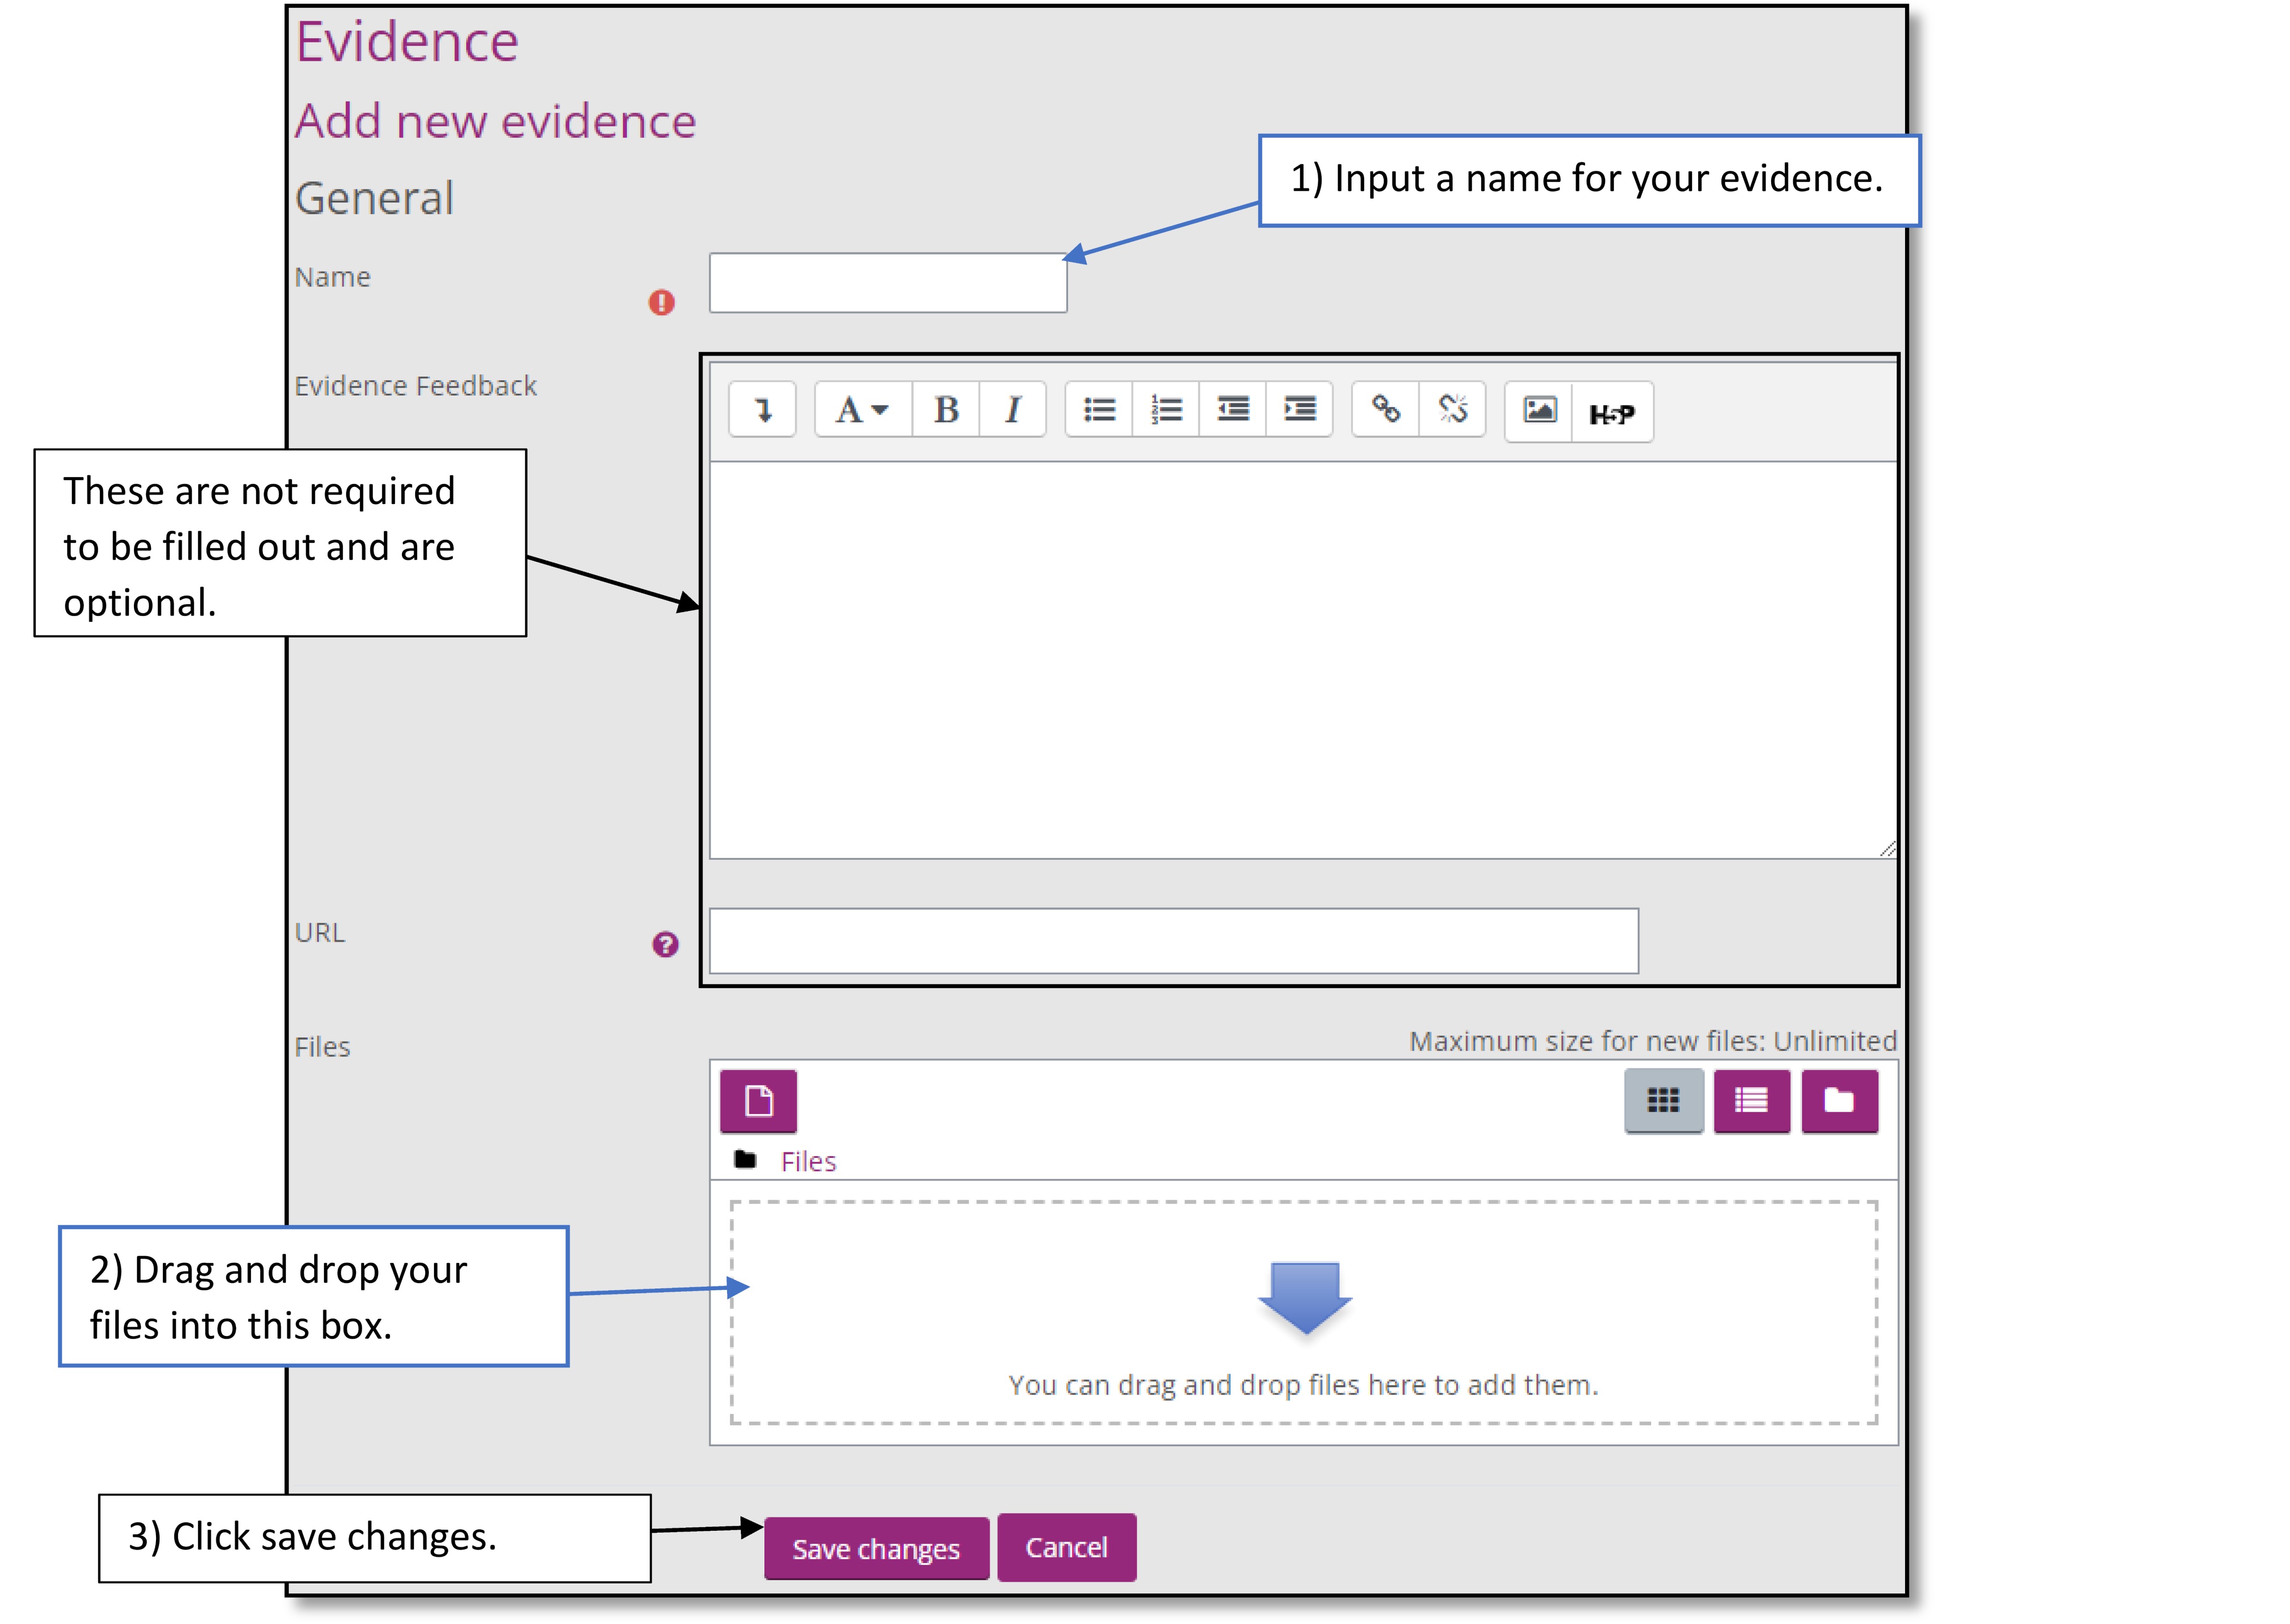 Evidence
Add new evidence
General
1) Input a name for your evidence.
Name
Evidence Feedback
A B I
H5P
These are not required
to be filled out and are
optional.
URL
Files
Maximum size for new files: Unlimited
Files
2) Drag and drop your
files into this box.
You can drag and drop files here to add them.
3) Click save changes.
Save changes
Cancel